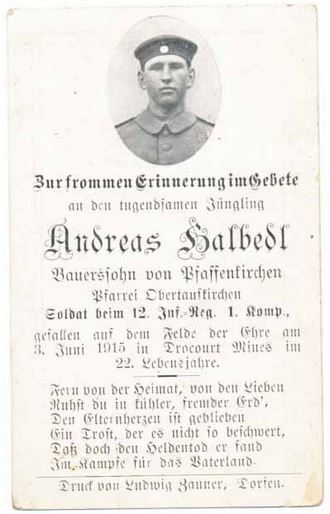 Zur frommen Erinnerung im Gebete
an den tugendsamen Jüngling
Andreas Halbedl
Bauerssohn von Pfaffenkirchen
Pfarrei Obertaufkirchen
Soldat beim 12. Inf.-Reg. 1. Komp.,
gefallen auf dem Felde der Ehre am
3. Juni 1915 in Drocourt Mines im
22. Lebensjahre.
Fern von der Heimat, von den Lieben
Ruhst du in kühler, fremder Erd',
Den Elternherzen ist geblieben
Ein Trost, der es nicht so beschwert,
Daß doch den Heldentod er fand
Im Kampfe für das Vaterland.
Druck von Ludwig Zanner, Dorfen.